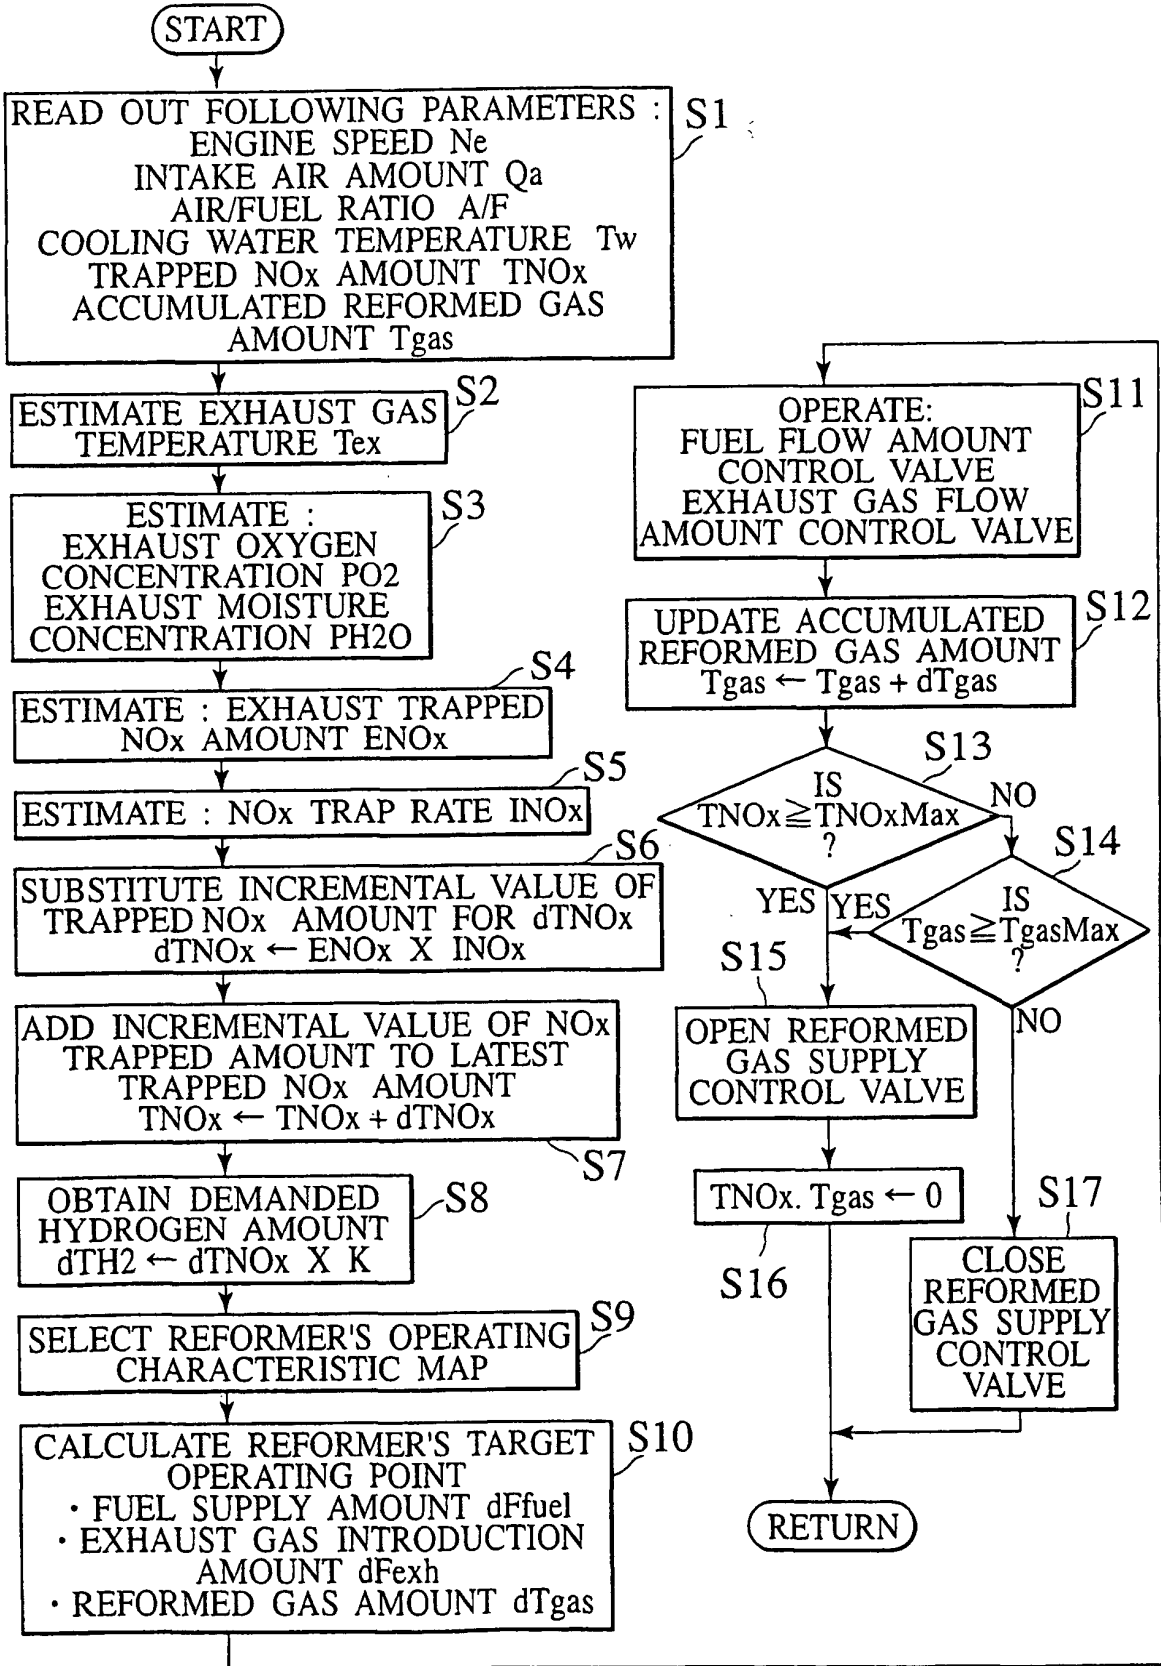 START
READ OUT FOLLOWING PARAMETERS :
ENGINE SPEED Ne
INTAKE AIR AMOUNT Qa
AIR/FUEL RATIO A/F
COOLING WATER TEMPERATURE Tw
TRAPPED NOx AMOUNT TNOx
ACCUMULATED REFORMED GAS
AMOUNT Tgas
S1
ESTIMATE EXHAUST GAS
TEMPERATURE Tex
S2
ESTIMATE :
EXHAUST OXYGEN
CONCENTRATION PO2
EXHAUST MOISTURE
CONCENTRATION PH2O
S3
ESTIMATE : EXHAUST TRAPPED
NOx AMOUNT ENOx
S4
ESTIMATE : NOx TRAP RATE INOx
S5
SUBSTITUTE INCREMENTAL VALUE OF
TRAPPED NOx AMOUNT FOR dTNOx
dTNOx ← ENOx X INOx
S6
ADD INCREMENTAL VALUE OF NOx
TRAPPED AMOUNT TO LATEST
TRAPPED NOx AMOUNT
TNOx ← TNOx + dTNOx
S7
OBTAIN DEMANDED
HYDROGEN AMOUNT
dTH2 ← dTNOx X K
S8
SELECT REFORMER'S OPERATING
CHARACTERISTIC MAP
S9
CALCULATE REFORMER'S TARGET
OPERATING POINT
・FUEL SUPPLY AMOUNT dFfuel
・EXHAUST GAS INTRODUCTION
AMOUNT dFexh
・REFORMED GAS AMOUNT dTgas
S10
OPERATE:
FUEL FLOW AMOUNT
CONTROL VALVE
EXHAUST GAS FLOW
AMOUNT CONTROL VALVE
S11
UPDATE ACCUMULATED
REFORMED GAS AMOUNT
Tgas ← Tgas + dTgas
S12
IS
TNOx≧TNOxMax
?
S13
NO
YES
IS
Tgas≧TgasMax
?
S14
YES
NO
OPEN REFORMED
GAS SUPPLY
CONTROL VALVE
S15
TNOx. Tgas ← 0
S16
CLOSE
REFORMED
GAS SUPPLY
CONTROL
VALVE
S17
RETURN